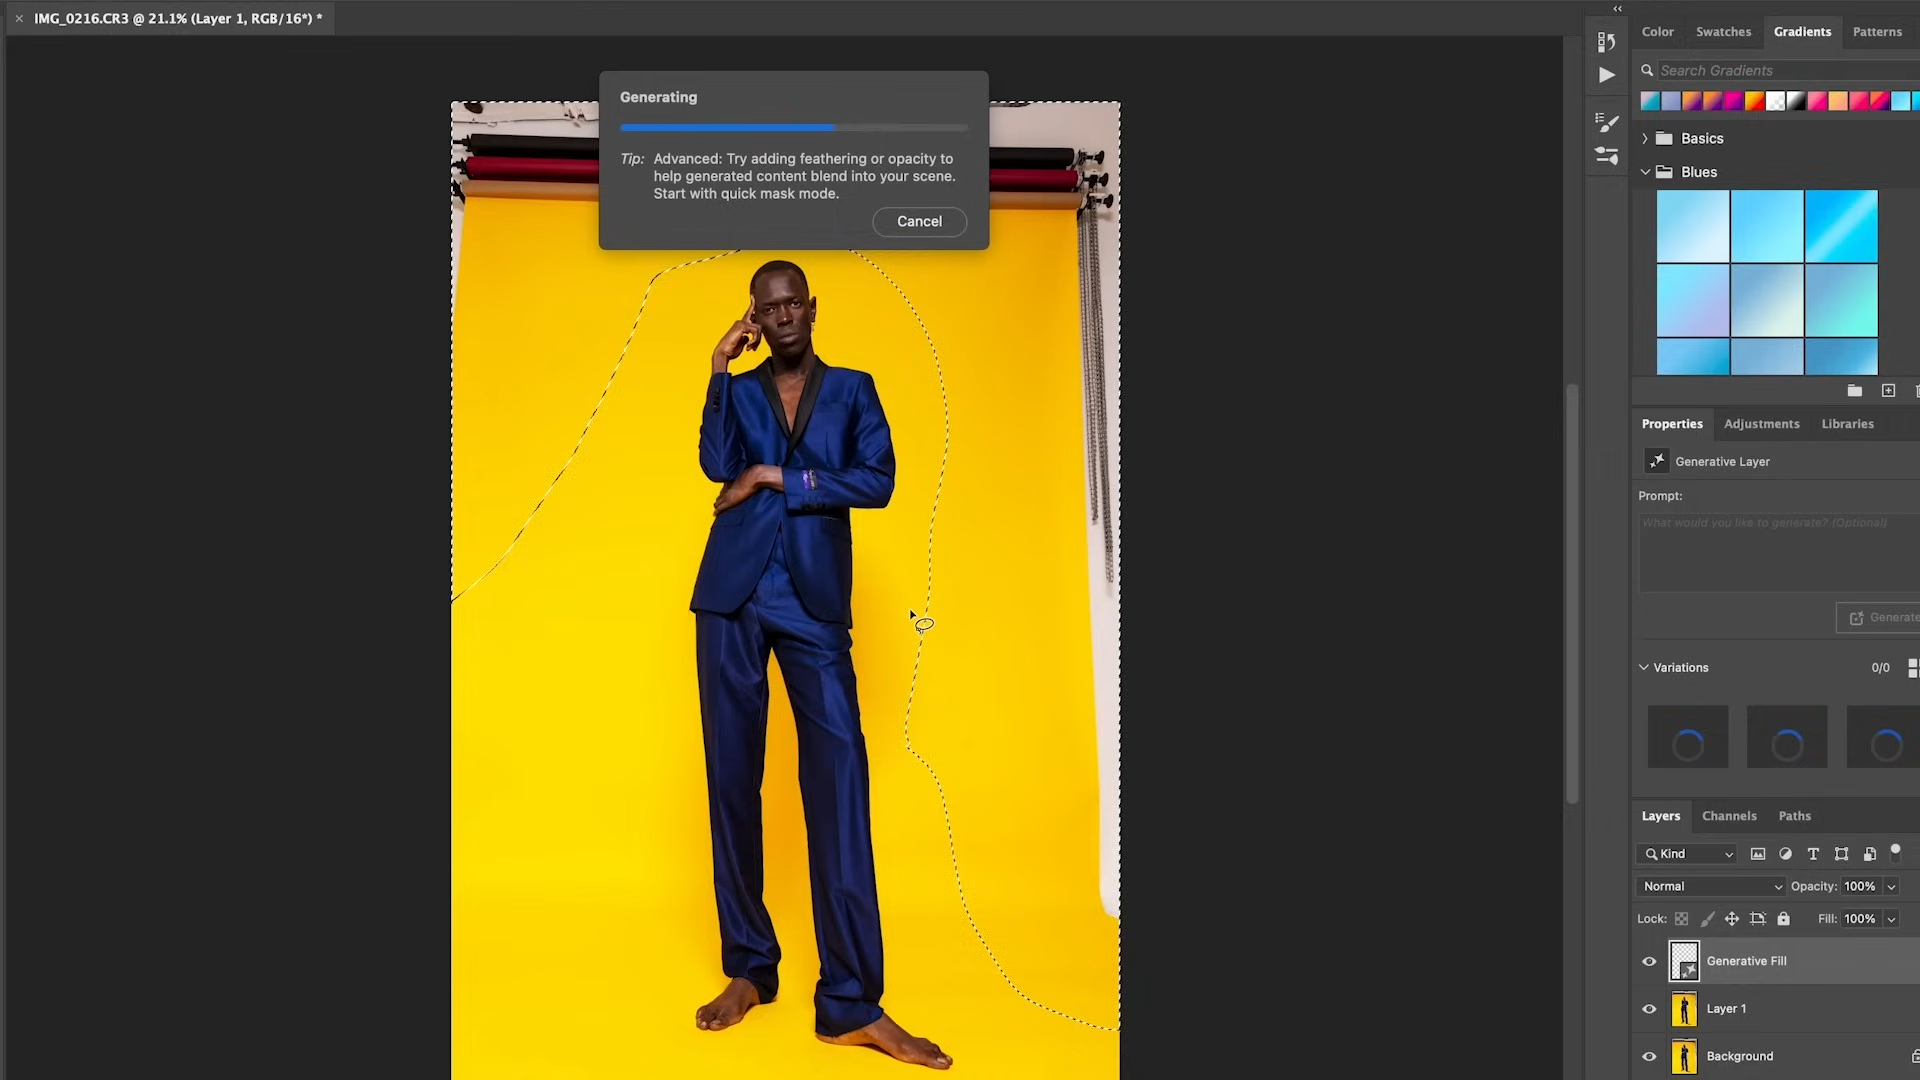 IMG_0216.CR3 @ 21.1% (Layer 1, RGB/16*) *
Generating
Tip: Advanced: Try adding feathering or opacity to
help generated content blend into your scene.
Start with quick mask mode.
Cancel
Color Swatches Gradients Patterns
Search Gradients
Basics
Blues
Properties Adjustments Libraries
Generative Layer
Prompt:
What would you like to generate? (Optional)
Generate
Variations 0/0
Layers Channels Paths
Kind
Normal Opacity: 100%
Lock: Fill: 100%
Generative Fill
Layer 1
Background